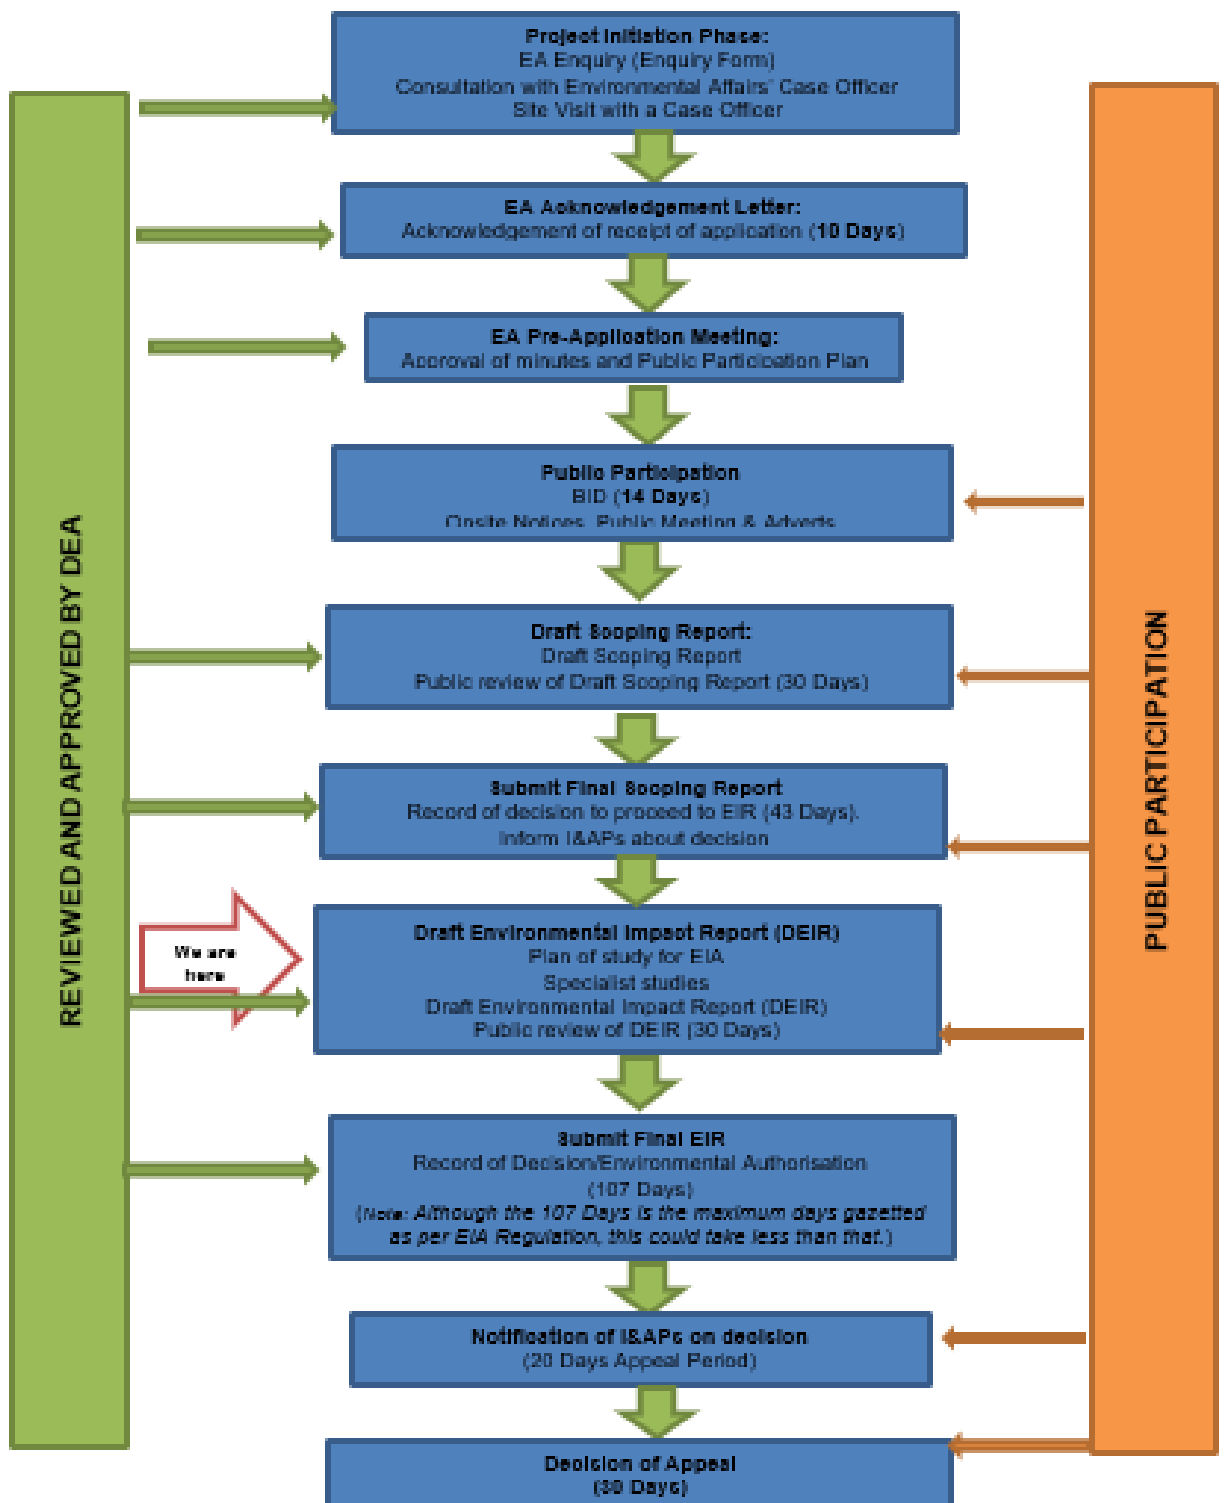 Project Initiation Phase:
EA Enquiry (Enquiry Form)
Consultation with Environmental Affairs' Case Officer
Site Visit with a Case Officer
EA Acknowledgement Letter:
Acknowledgement of receipt of application (10 Days)
EA Pre-Application Meeting:
Approval of minutes and Public Participation Plan
Public Participation
BID (14 Days)
Onsite Notices, Public Meeting & Adverts
Draft Scoping Report:
Draft Scoping Report
Public review of Draft Scoping Report (30 Days)
Submit Final Scoping Report
Record of decision to proceed to EIR (43 Days).
Inform I&APs about decision
We are
here
Draft Environmental Impact Report (DEIR)
Plan of study for EIA
Specialist studies
Draft Environmental Impact Report (DEIR)
Public review of DEIR (30 Days)
Submit Final EIR
Record of Decision/Environmental Authorisation
(107 Days)
(Note: Although the 107 Days is the maximum days gazetted
as per EIA Regulation, this could take less than that.)
Notification of I&APs on decision
(20 Days Appeal Period)
Decision of Appeal
(30 Days)
REVIEWED AND APPROVED BY DEA
PUBLIC PARTICIPATION